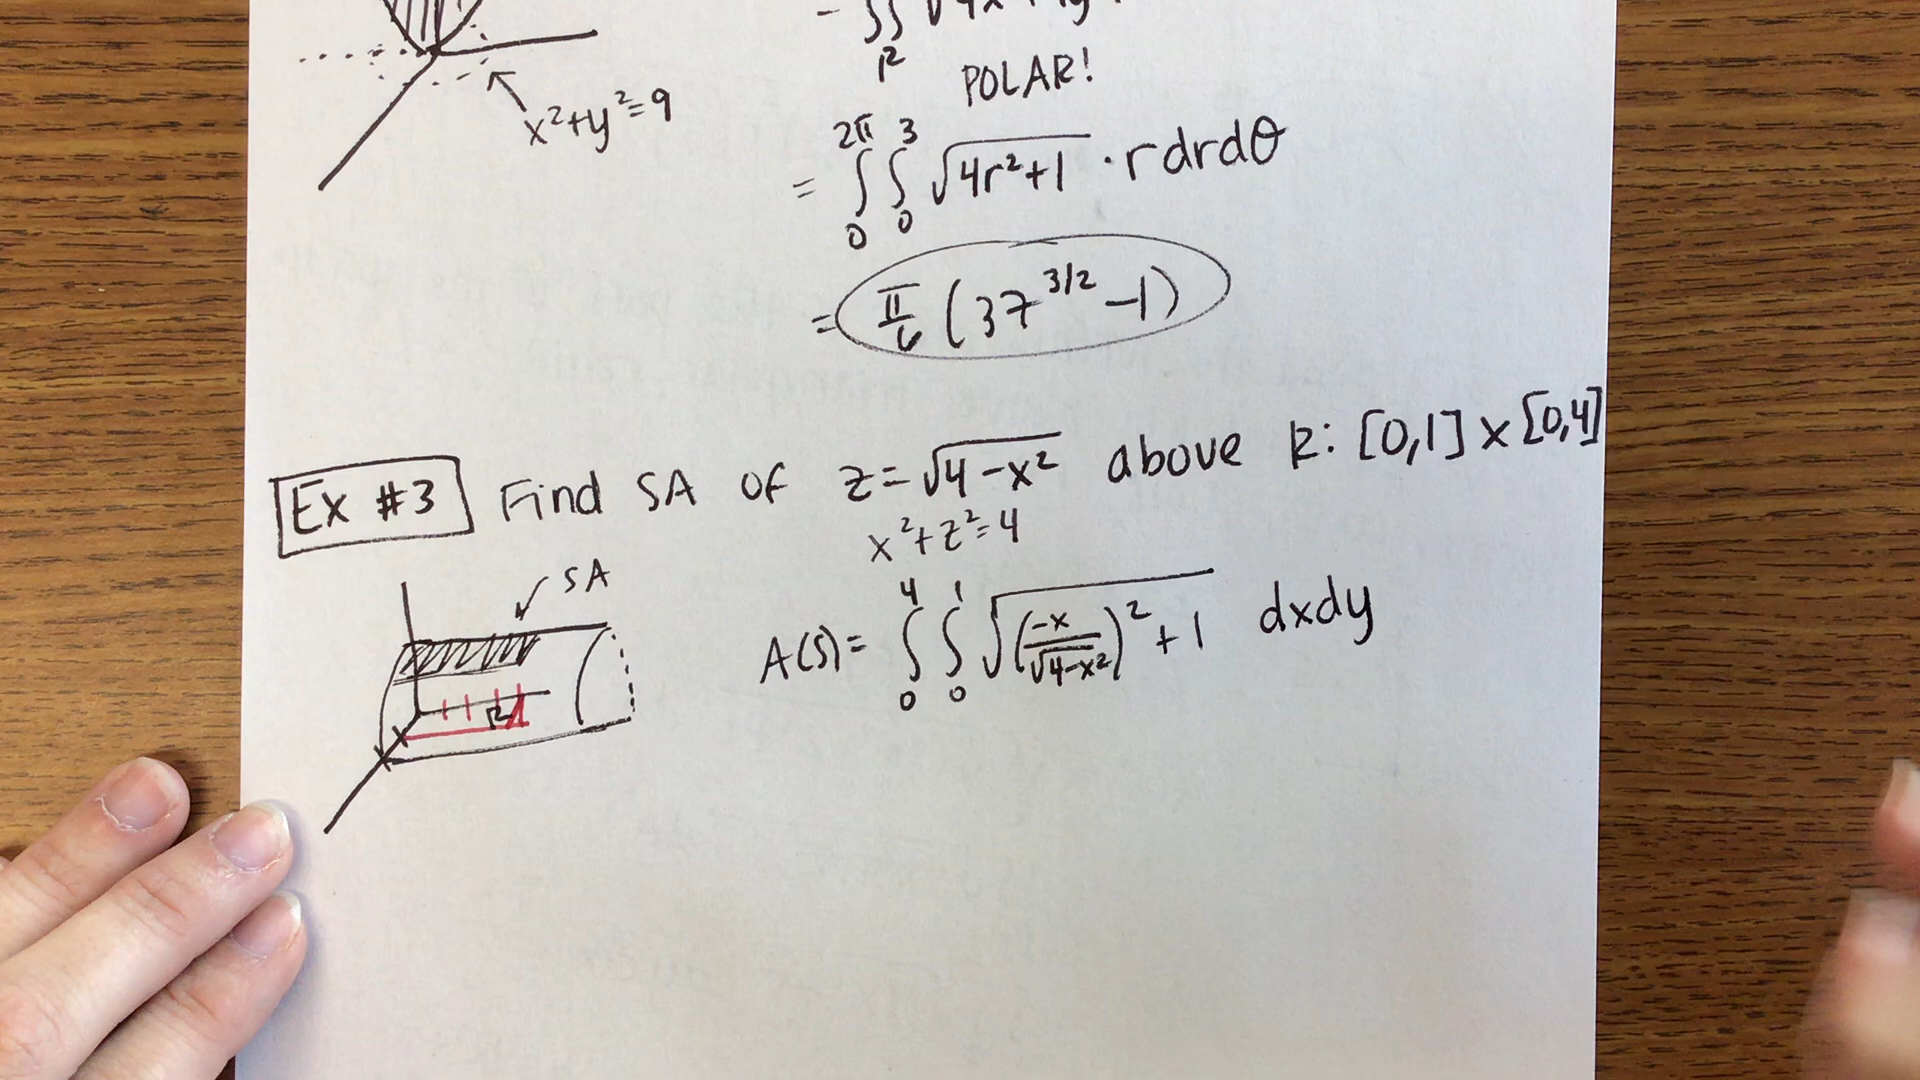 x²+y²=9
POLAR!
= ∫₀^2π ∫₀^3 √(4r²+1) · r dr dθ
= π/6 (37^3/2 - 1)
Ex #3 Find SA of z=√(4-x²) above R: [0,1] x [0,4]
x²+z²=4
SA
R
A(S)= ∫₀^4 ∫₀^1 √((-x/√(4-x²))² + 1) dxdy